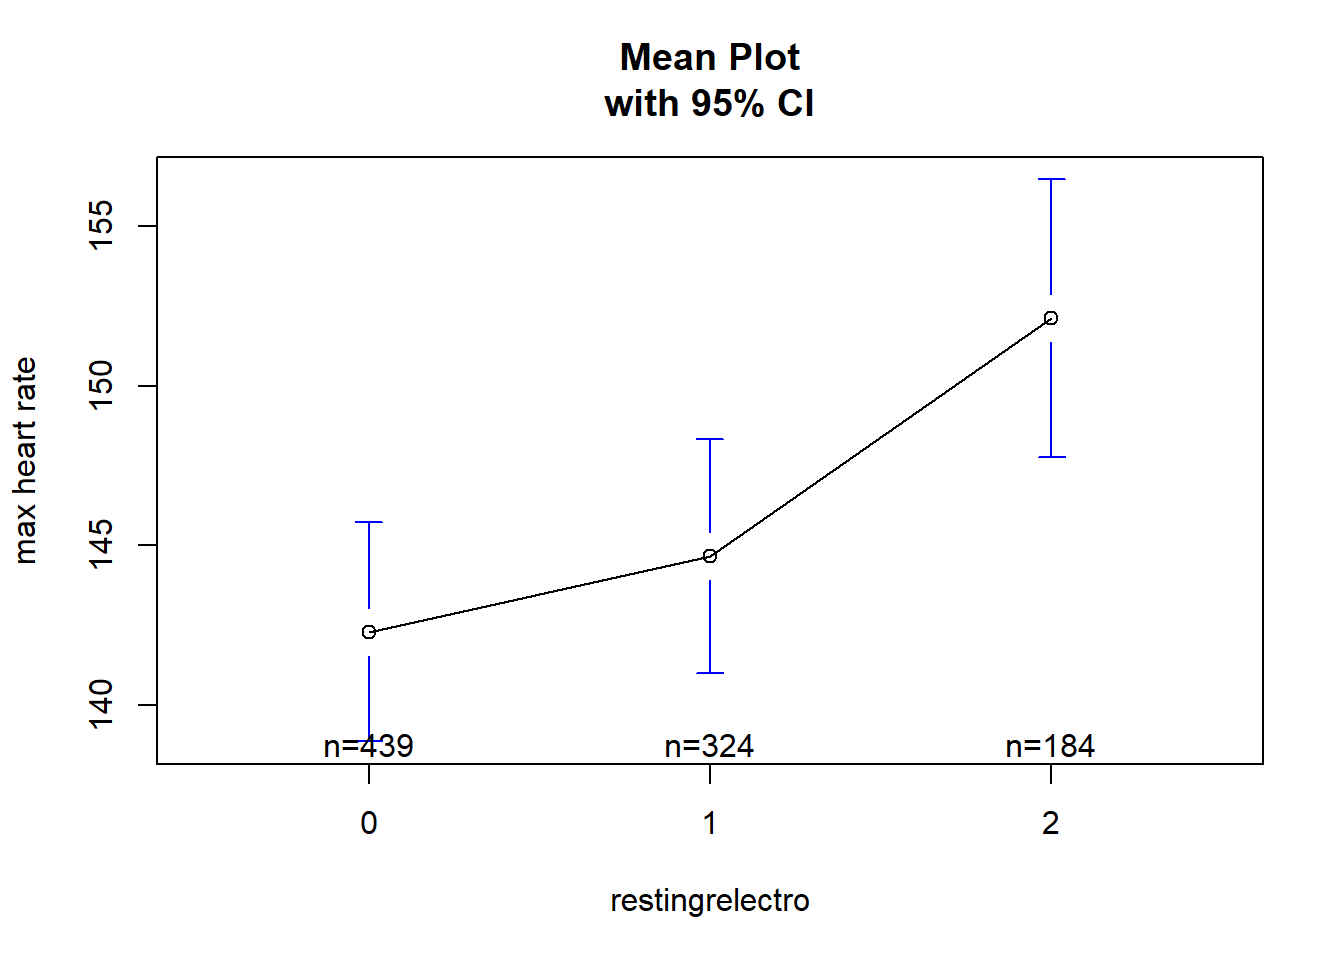 Mean Plot
with 95% CI
max heart rate
155
150
145
140
n=439
n=324
n=184
0
1
2
restingrelectro